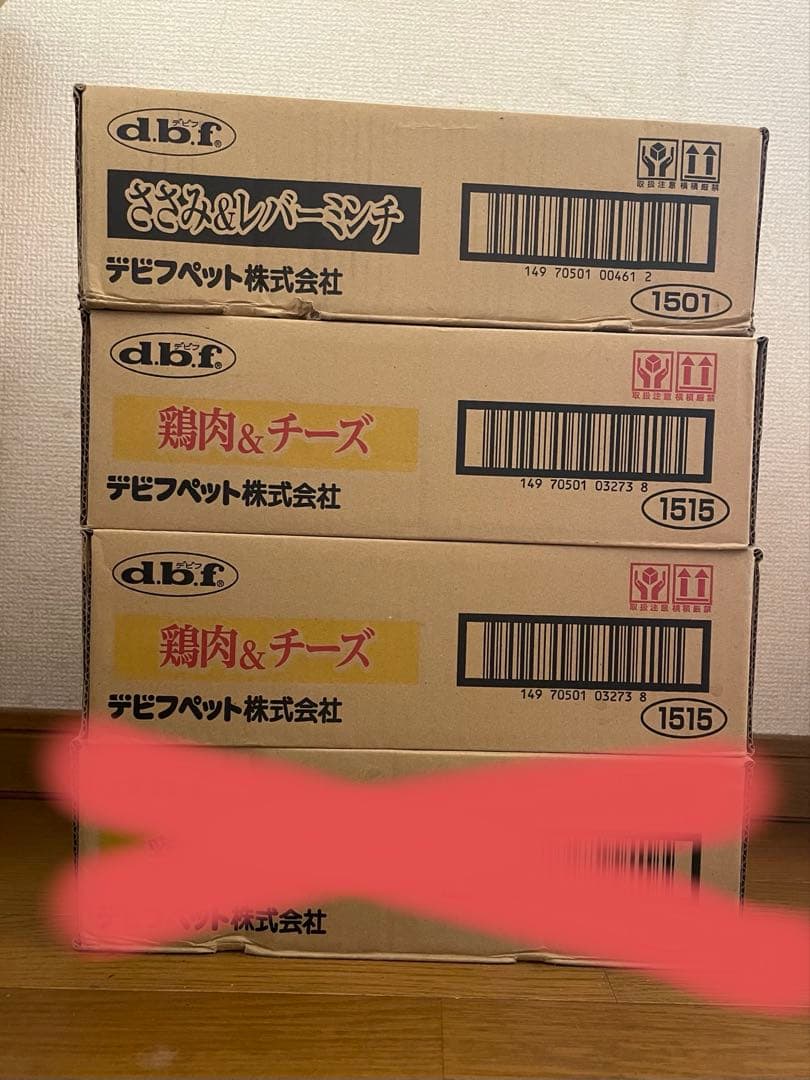 d.b.f®
デビフ
取扱注意 横積厳禁
ささみ&レバーミンチ
149 70501 00461 2
デビフペット株式会社
1501
d.b.f®
デビフ
取扱注意 横積厳禁
鶏肉&チーズ
149 70501 03273 8
デビフペット株式会社
1515
d.b.f®
デビフ
取扱注意 横積厳禁
鶏肉&チーズ
149 70501 03273 8
デビフペット株式会社
1515
デビフペット株式会社